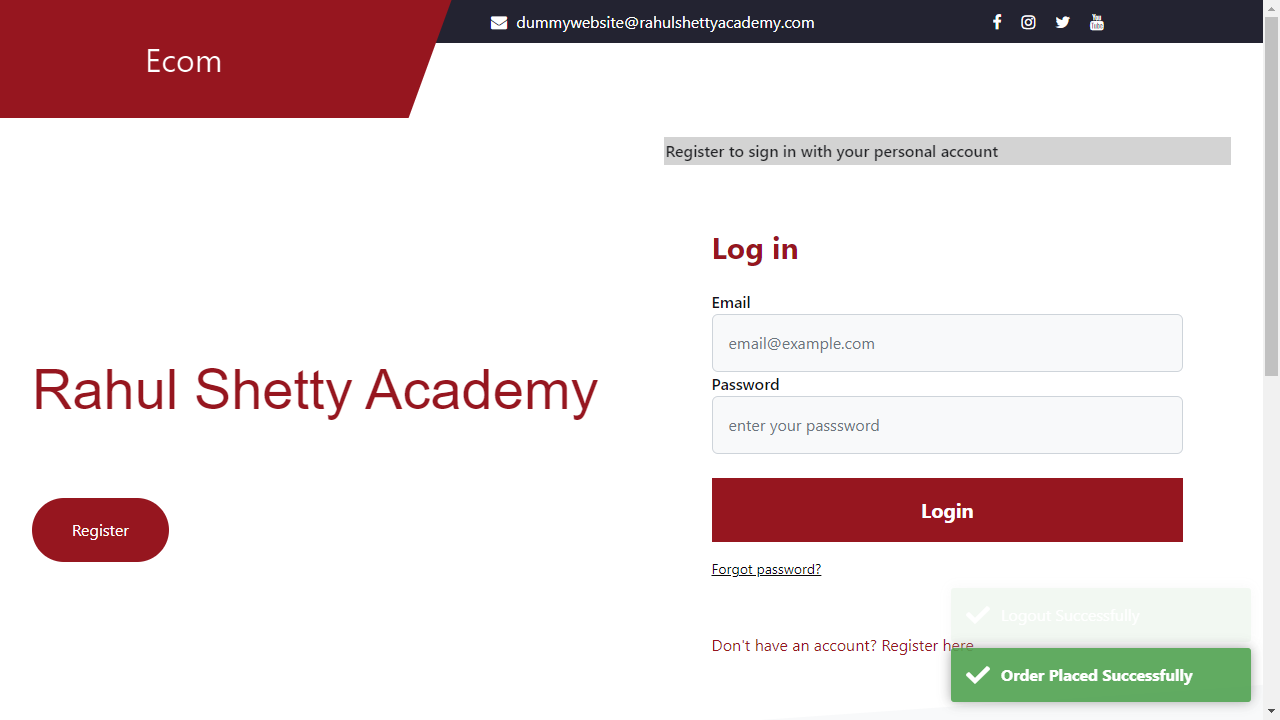 dummywebsite@rahulshettyacademy.com
Ecom
Register to sign in with your personal account
Log in
Email
email@example.com
Password
enter your passsword
Rahul Shetty Academy
Login
Register
Forgot password?
Logout Successfully
Don't have an account? Register here
Order Placed Successfully